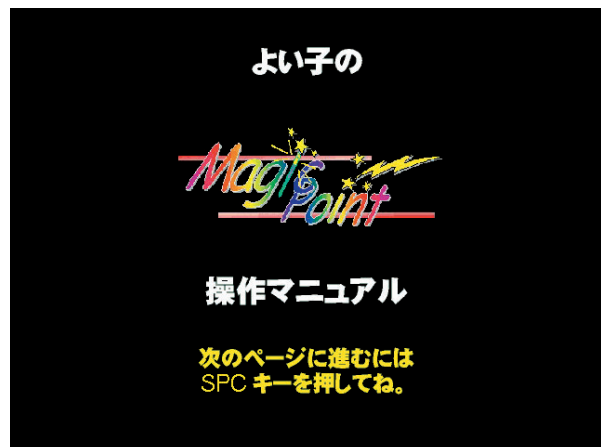 よい子の
Magic
Point
操作マニュアル
次のページに進むには
SPC キーを押してね。